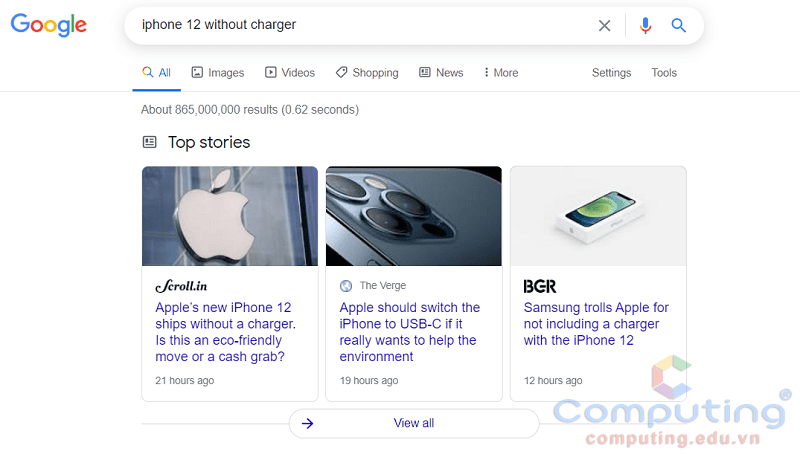 Google
iphone 12 without charger
All Images Videos Shopping News More Settings Tools
About 865,000,000 results (0.62 seconds)
Top stories
Scroll.in
Apple's new iPhone 12
ships without a charger.
Is this an eco-friendly
move or a cash grab?
21 hours ago
The Verge
Apple should switch the
iPhone to USB-C if it
really wants to help the
environment
19 hours ago
BGR
Samsung trolls Apple for
not including a charger
with the iPhone 12
12 hours ago
View all
Computing®
computing.edu.vn